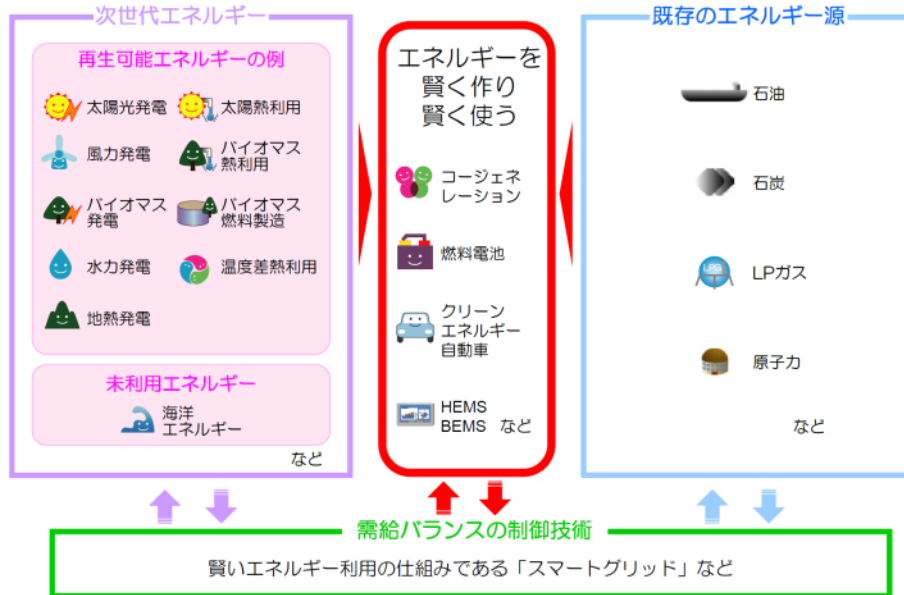 次世代エネルギー
再生可能エネルギーの例
太陽光発電
太陽熱利用
風力発電
バイオマス
熱利用
バイオマス
発電
バイオマス
燃料製造
水力発電
温度差熱利用
地熱発電
未利用エネルギー
海洋
エネルギー
など
エネルギーを
賢く作り
賢く使う
コージェネ
レーション
燃料電池
クリーン
エネルギー
自動車
HEMS
BEMS など
既存のエネルギー源
石油
石炭
LPG
LPガス
原子力
など
需給バランスの制御技術
賢いエネルギー利用の仕組みである「スマートグリッド」など